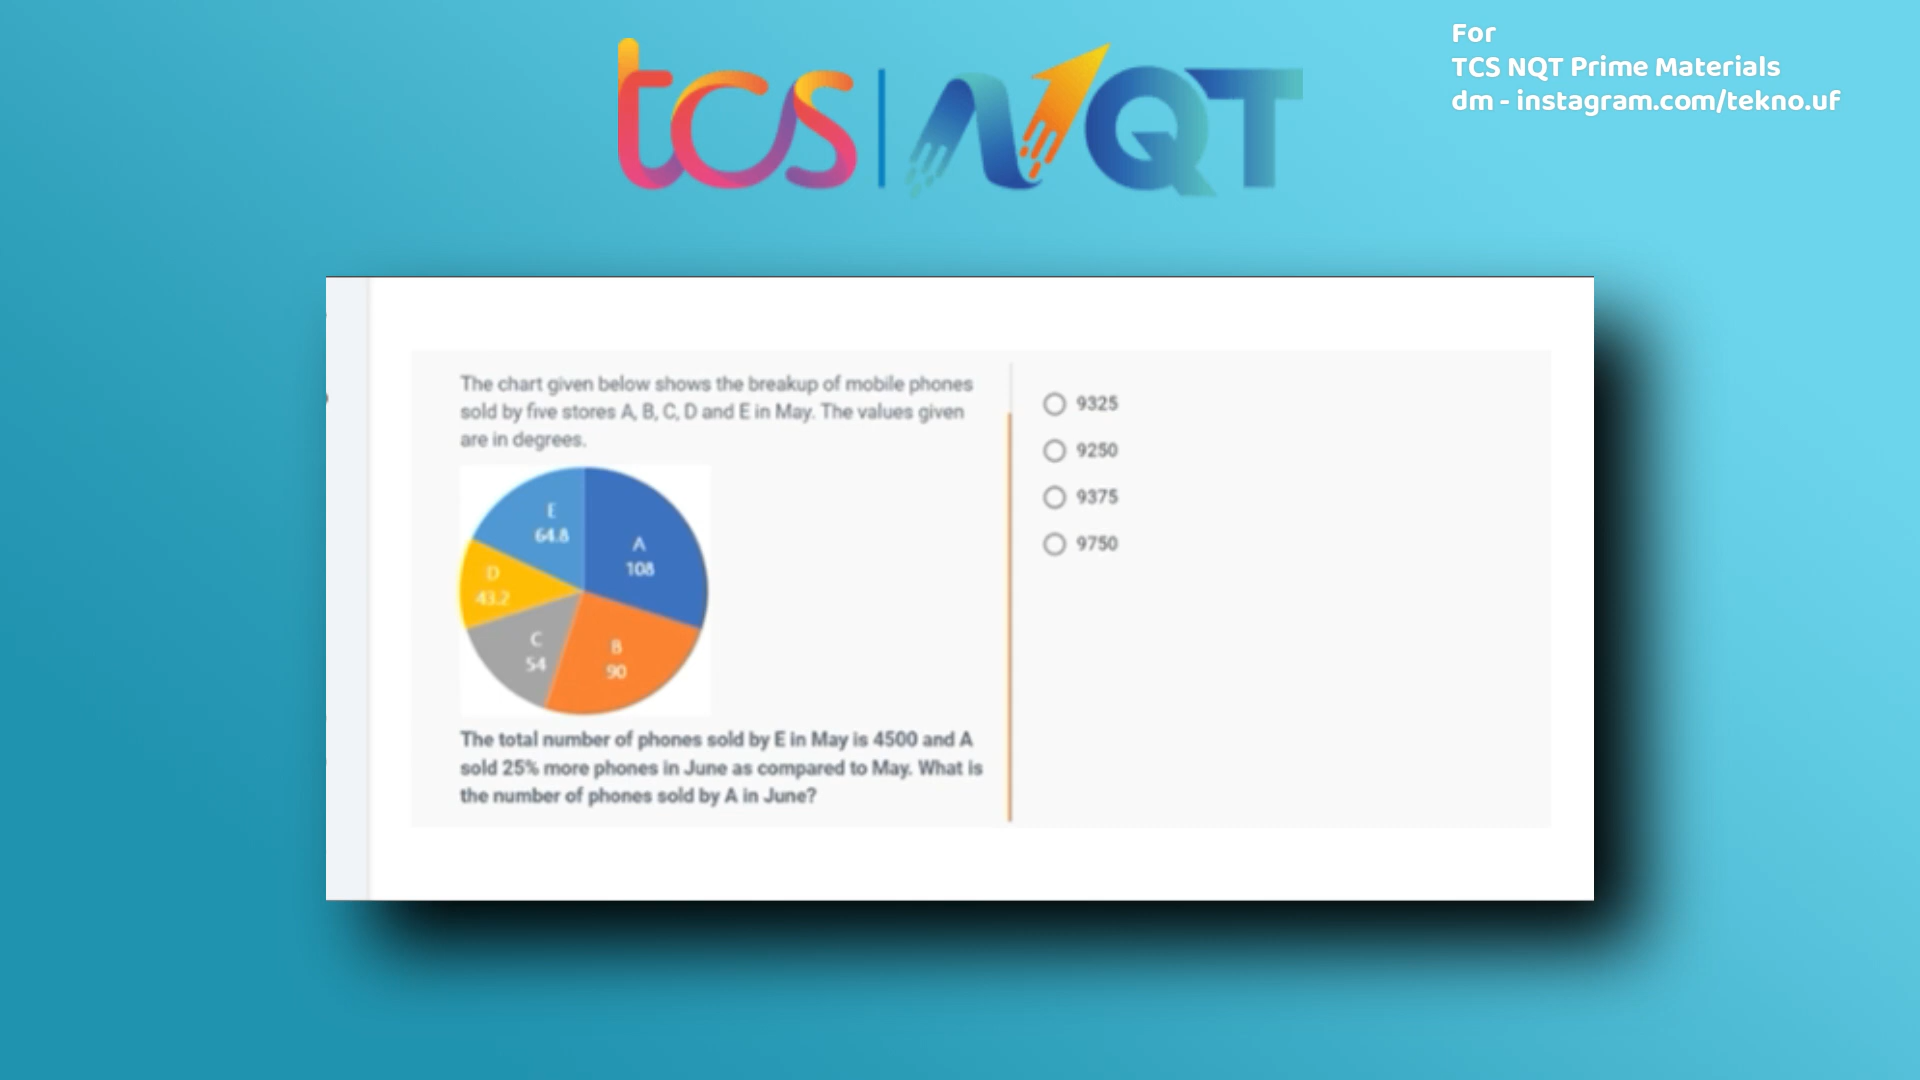 For
TCS NQT Prime Materials
dm - instagram.com/tekno.uf
tcs | NQT
The chart given below shows the breakup of mobile phones
sold by five stores A, B, C, D and E in May. The values given
are in degrees.
E
64.8
A
108
D
43.2
C
54
B
90
The total number of phones sold by E in May is 4500 and A
sold 25% more phones in June as compared to May. What is
the number of phones sold by A in June?
9325
9250
9375
9750